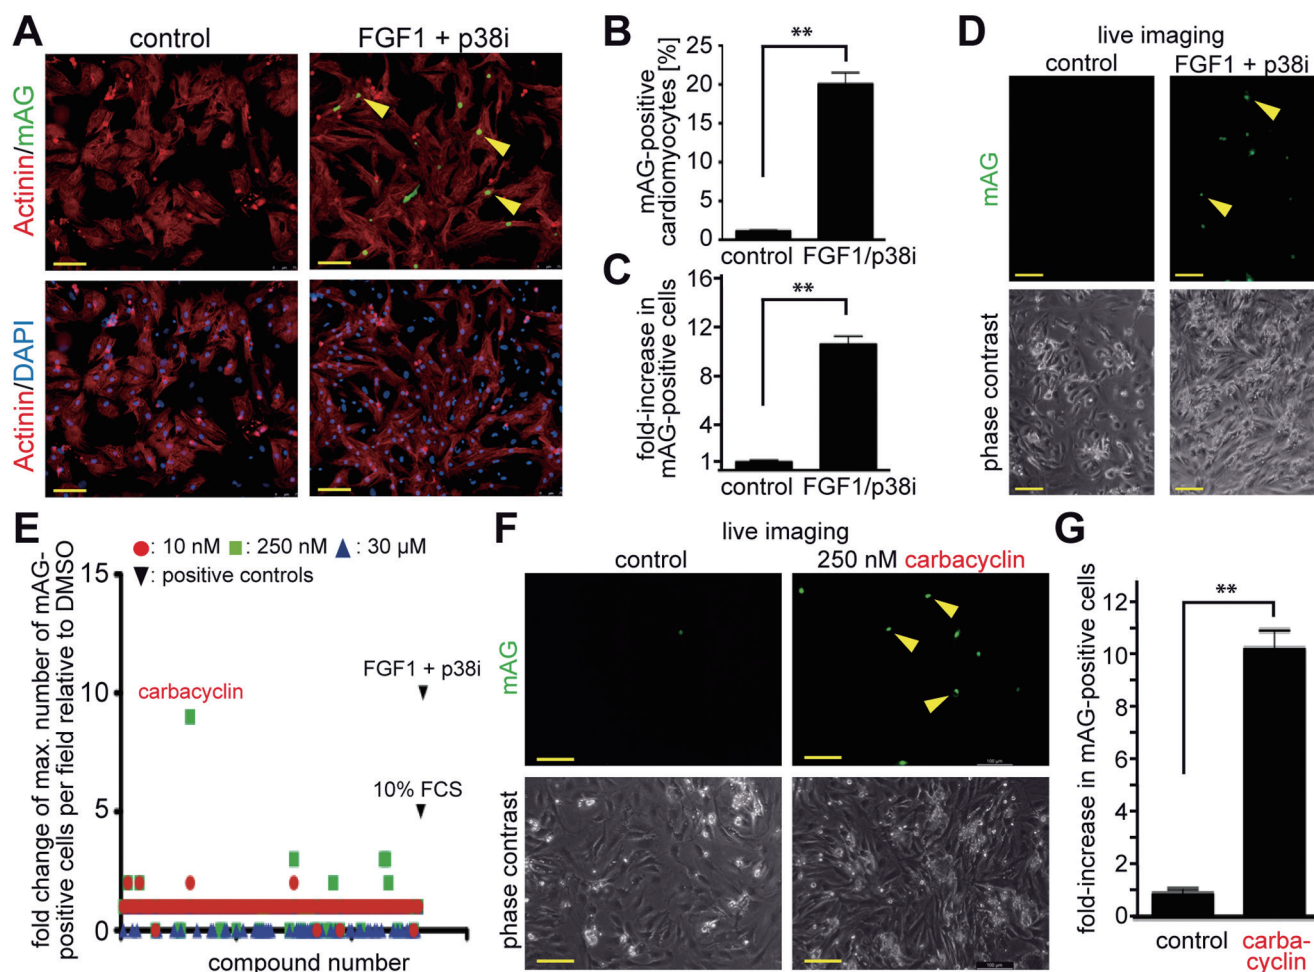 A
control
FGF1 + p38i
Actinin/mAG
Actinin/DAPI
B
mAG-positive
cardiomyocytes [%]
25
20
15
10
5
0
**
control FGF1/p38i
C
fold-increase in
mAG-positive cells
16
12
8
4
1
**
control FGF1/p38i
D
live imaging
control
FGF1 + p38i
mAG
phase contrast
E
: 10 nM : 250 nM : 30 µM
: positive controls
fold change of max. number of mAG-
positive cells per field relative to DMSO
15
10
5
0
carbacyclin
FGF1 + p38i
10% FCS
compound number
F
live imaging
control
250 nM carbacyclin
mAG
phase contrast
100 µm
100 µm
G
fold-increase in mAG-positive cells
12
10
8
6
4
2
0
**
control
carba-
cyclin